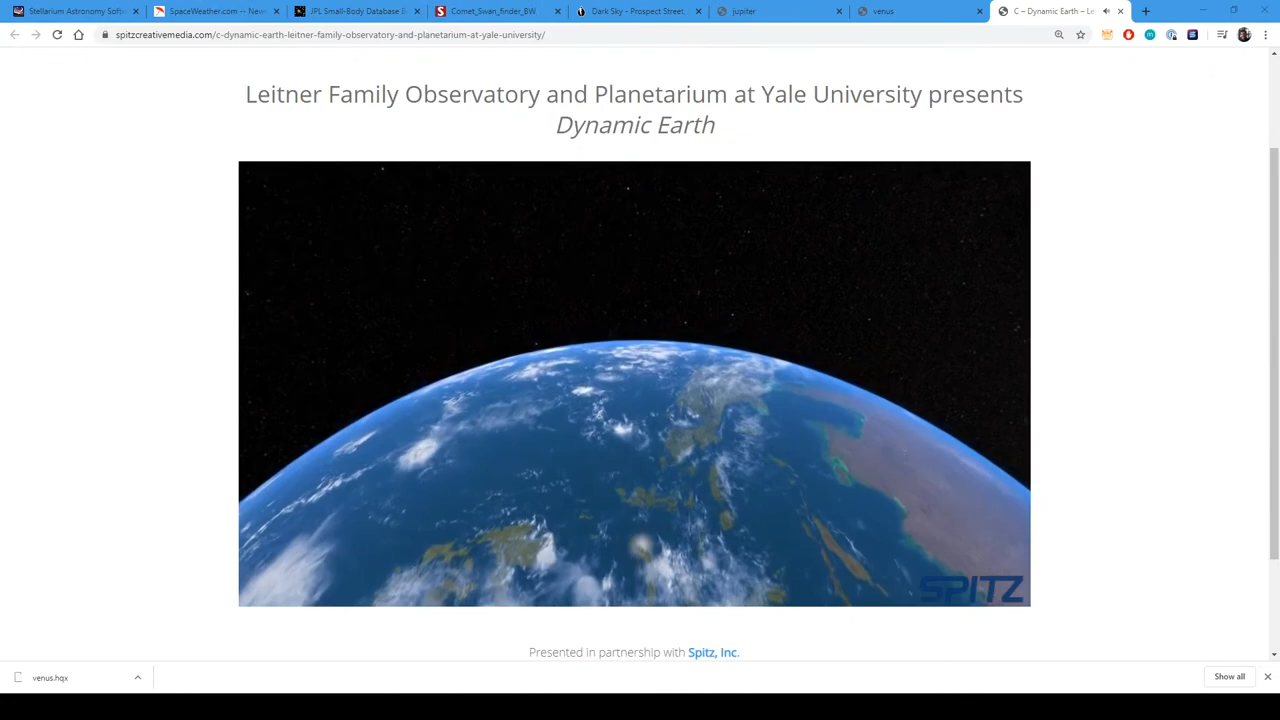 Stellarium Astronomy Soft
SpaceWeather.com -- New
JPL Small-Body Database B
Comet_Swan_finder_BW.
Dark Sky - Prospect Street,
jupiter
venus
C – Dynamic Earth – Le
spitzcreativemedia.com/c-dynamic-earth-leitner-family-observatory-and-planetarium-at-yale-university/
Leitner Family Observatory and Planetarium at Yale University presents
Dynamic Earth
SPITZ
Presented in partnership with Spitz, Inc.
venus.hqx
Show all